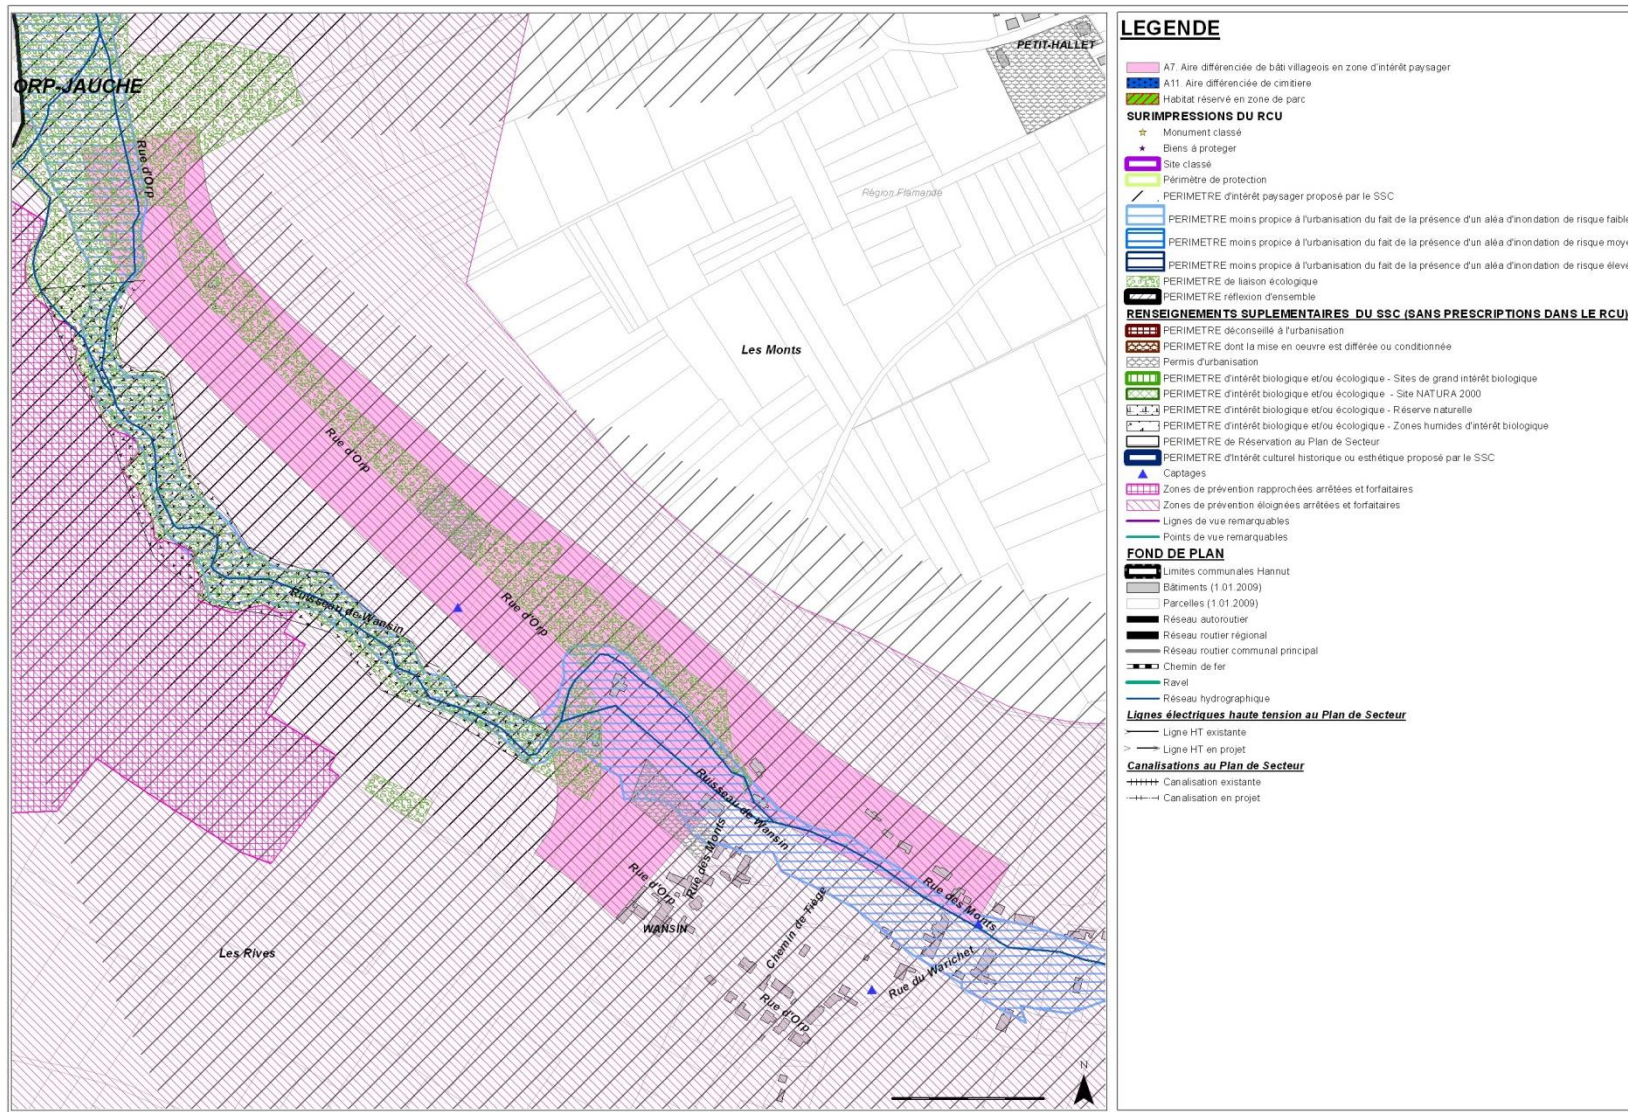 ORP-JAUCHE
PETIT-HALLET
Rue d'Orp
Région Flamande
Les Monts
Rue d'Orp
Ruisseau de Wansin
Rue d'Orp
Ruisseau de Wansin
Rue des Monts
Rue d'Orp
WANSIN
Chemin de Tiège
Rue des Monts
Rue du Warichet
Rue d'Orp
Les Rives
N
LEGENDE
A7. Aire différenciée de bâti villageois en zone d'intérêt paysager
A11. Aire différenciée de cimitiere
Habitat réservé en zone de parc
SURIMPRESSIONS DU RCU
Monument classé
Biens à proteger
Site classé
Périmètre de protection
PERIMETRE d'intérêt paysager proposé par le SSC
PERIMETRE moins propice à l'urbanisation du fait de la présence d'un aléa d'inondation de risque faible
PERIMETRE moins propice à l'urbanisation du fait de la présence d'un aléa d'inondation de risque moye
PERIMETRE moins propice à l'urbanisation du fait de la présence d'un aléa d'inondation de risque élevé
PERIMETRE de liaison écologique
PERIMETRE réflexion d'ensemble
RENSEIGNEMENTS SUPLEMENTAIRES DU SSC (SANS PRESCRIPTIONS DANS LE RCU)
PERIMETRE déconseillé à l'urbanisation
PERIMETRE dont la mise en oeuvre est différée ou conditionnée
Permis d'urbanisation
PERIMETRE d'intérêt biologique et/ou écologique - Sites de grand intérêt biologique
PERIMETRE d'intérêt biologique et/ou écologique - Site NATURA 2000
PERIMETRE d'intérêt biologique et/ou écologique - Réserve naturelle
PERIMETRE d'intérêt biologique et/ou écologique - Zones humides d'intérêt biologique
PERIMETRE de Réservation au Plan de Secteur
PERIMETRE d'Intérêt culturel historique ou esthétique proposé par le SSC
Captages
Zones de prévention rapprochées arrêtées et forfaitaires
Zones de prévention éloignées arrêtées et forfaitaires
Lignes de vue remarquables
Points de vue remarquables
FOND DE PLAN
Limites communales Hannut
Bâtiments (1.01.2009)
Parcelles (1.01.2009)
Réseau autoroutier
Réseau routier régional
Réseau routier communal principal
Chemin de fer
Ravel
Réseau hydrographique
Lignes électriques haute tension au Plan de Secteur
Ligne HT existante
Ligne HT en projet
Canalisations au Plan de Secteur
Canalisation existante
Canalisation en projet